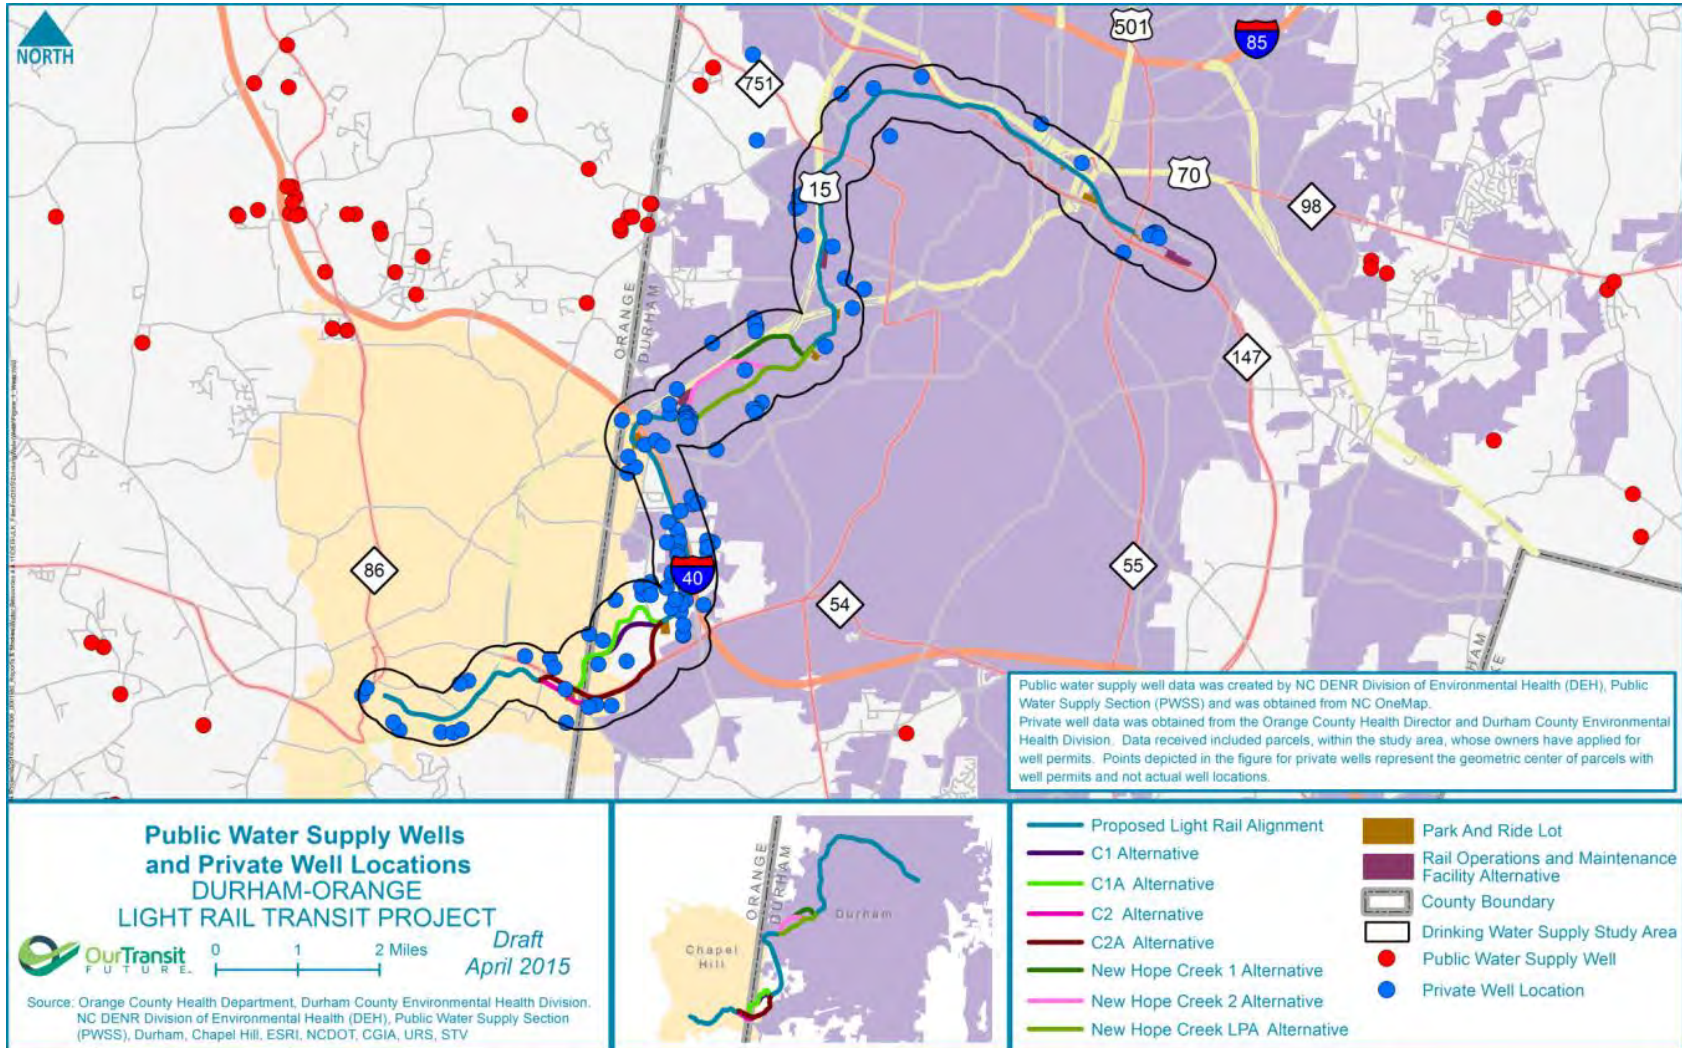 NORTH
501
85
751
15
70
98
ORANGE
DURHAM
147
86
40
54
55
Public water supply well data was created by NC DENR Division of Environmental Health (DEH), Public
Water Supply Section (PWSS) and was obtained from NC OneMap.
Private well data was obtained from the Orange County Health Director and Durham County Environmental
Health Division. Data received included parcels, within the study area, whose owners have applied for
well permits. Points depicted in the figure for private wells represent the geometric center of parcels with
well permits and not actual well locations.
Public Water Supply Wells
and Private Well Locations
DURHAM-ORANGE
LIGHT RAIL TRANSIT PROJECT
OurTransit
FUTURE
0 1 2 Miles
Draft
April 2015
Source: Orange County Health Department, Durham County Environmental Health Division.
NC DENR Division of Environmental Health (DEH), Public Water Supply Section
(PWSS), Durham, Chapel Hill, ESRI, NCDOT, CGIA, URS, STV
ORANGE
DURHAM
Durham
Chapel
Hill
Proposed Light Rail Alignment
C1 Alternative
C1A Alternative
C2 Alternative
C2A Alternative
New Hope Creek 1 Alternative
New Hope Creek 2 Alternative
New Hope Creek LPA Alternative
Park And Ride Lot
Rail Operations and Maintenance
Facility Alternative
County Boundary
Drinking Water Supply Study Area
Public Water Supply Well
Private Well Location